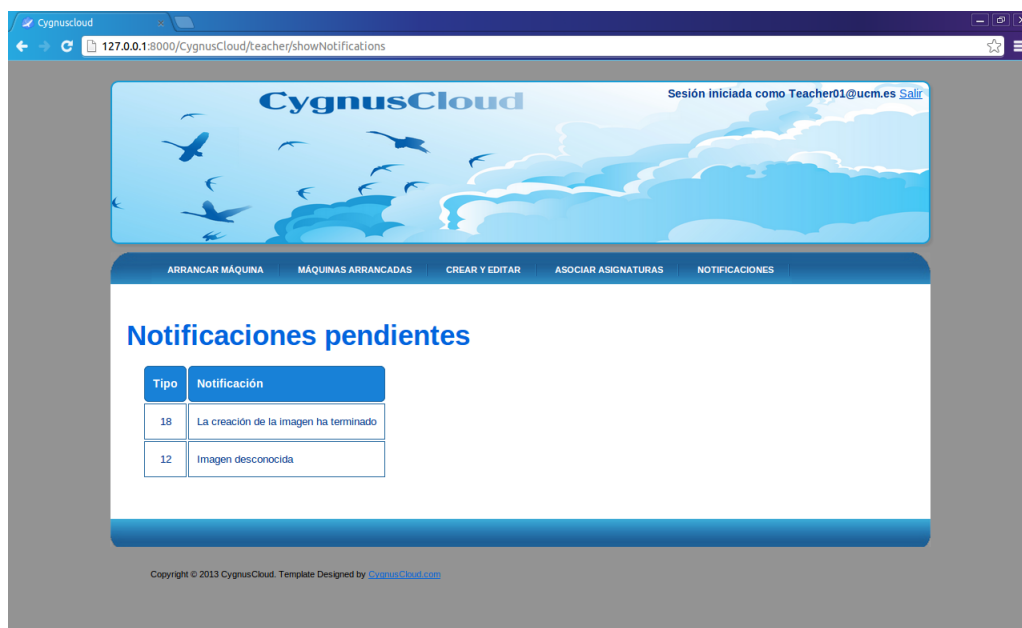 Cygnuscloud
127.0.0.1:8000/CygnusCloud/teacher/showNotifications
CygnusCloud
Sesión iniciada como Teacher01@ucm.es Salir
ARRANCAR MÁQUINA MÁQUINAS ARRANCADAS CREAR Y EDITAR ASOCIAR ASIGNATURAS NOTIFICACIONES
Notificaciones pendientes
Tipo Notificación
18 La creación de la imagen ha terminado
12 Imagen desconocida
Copyright © 2013 CygnusCloud. Template Designed by CygnusCloud.com